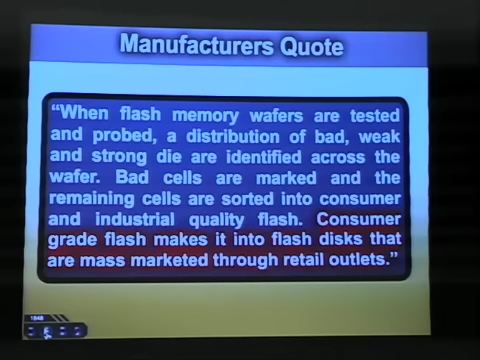 Manufacturers Quote
“When flash memory wafers are tested
and probed, a distribution of bad, weak
and strong die are identified across the
wafer. Bad cells are marked and the
remaining cells are sorted into consumer
and industrial quality flash. Consumer
grade flash makes it into flash disks that
are mass marketed through retail outlets.”
1848